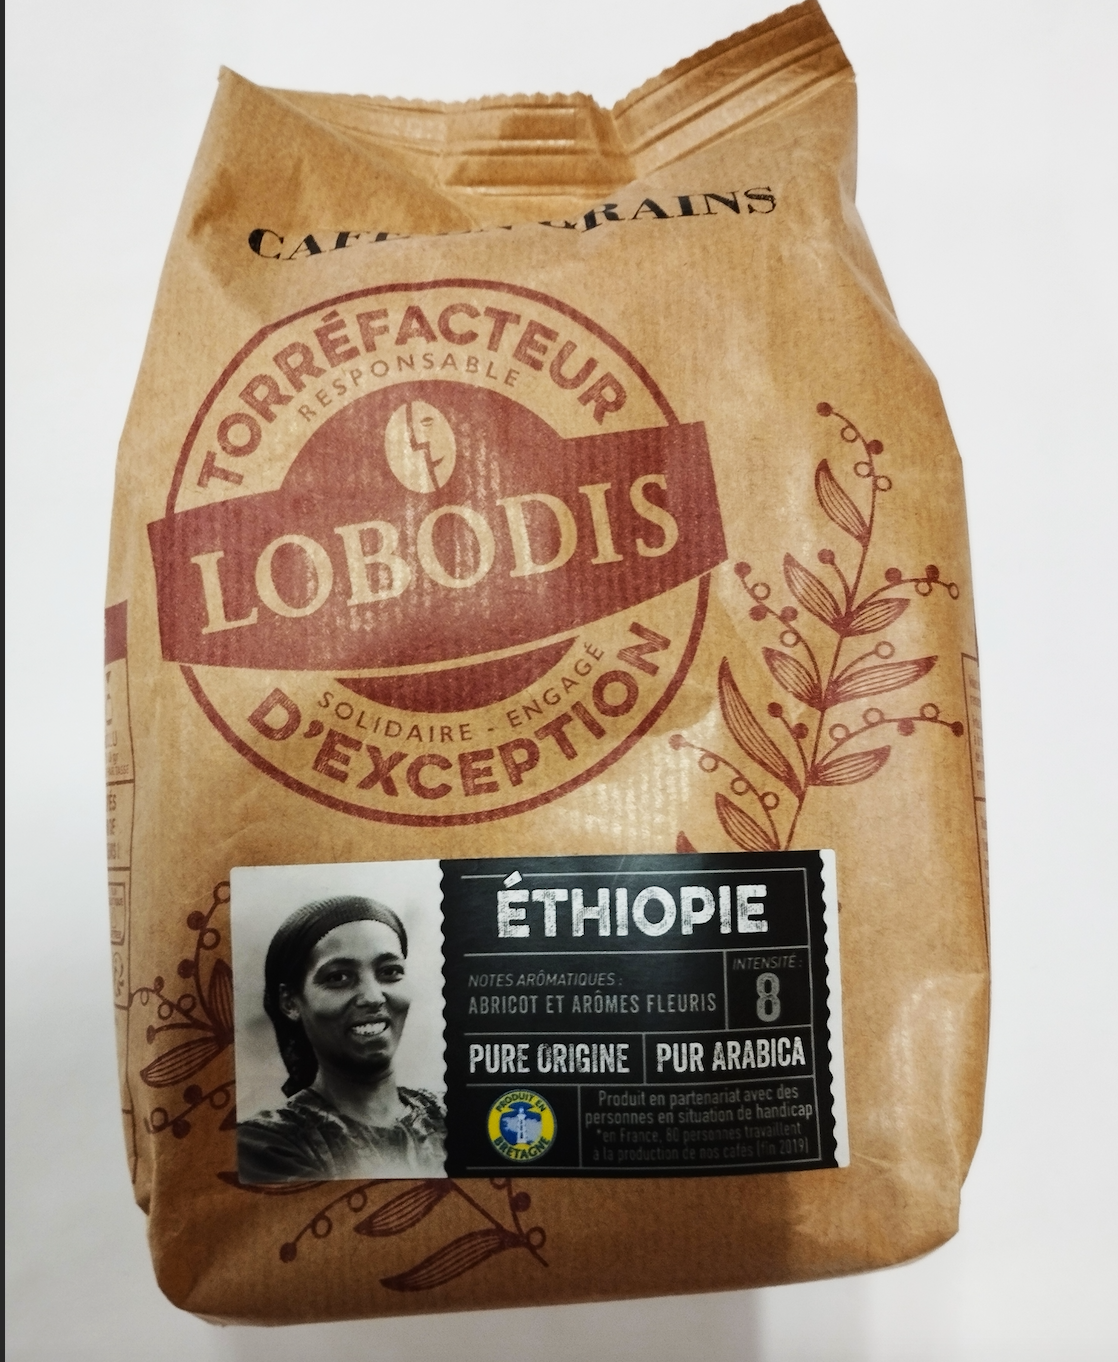 CAFÉ EN GRAINS
TORRÉFACTEUR
RESPONSABLE
LOBODIS
SOLIDAIRE - ENGAGÉ
D'EXCEPTION
ÉTHIOPIE
NOTES ARÔMATIQUES :
ABRICOT ET ARÔMES FLEURIS
INTENSITÉ :
8
PURE ORIGINE
PUR ARABICA
PRODUIT EN
BRETAGNE
Produit en partenariat avec des
personnes en situation de handicap
*en France, 80 personnes travaillent
à la production de nos cafés (fin 2019)